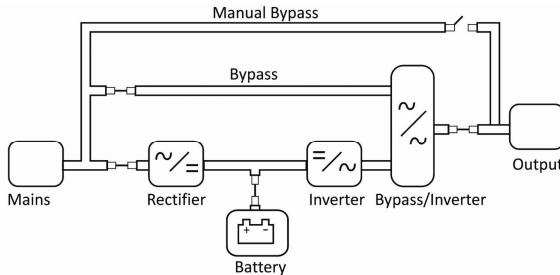 Manual Bypass
Bypass
Mains
Rectifier
Inverter
Bypass/Inverter
Output
+ -
Battery